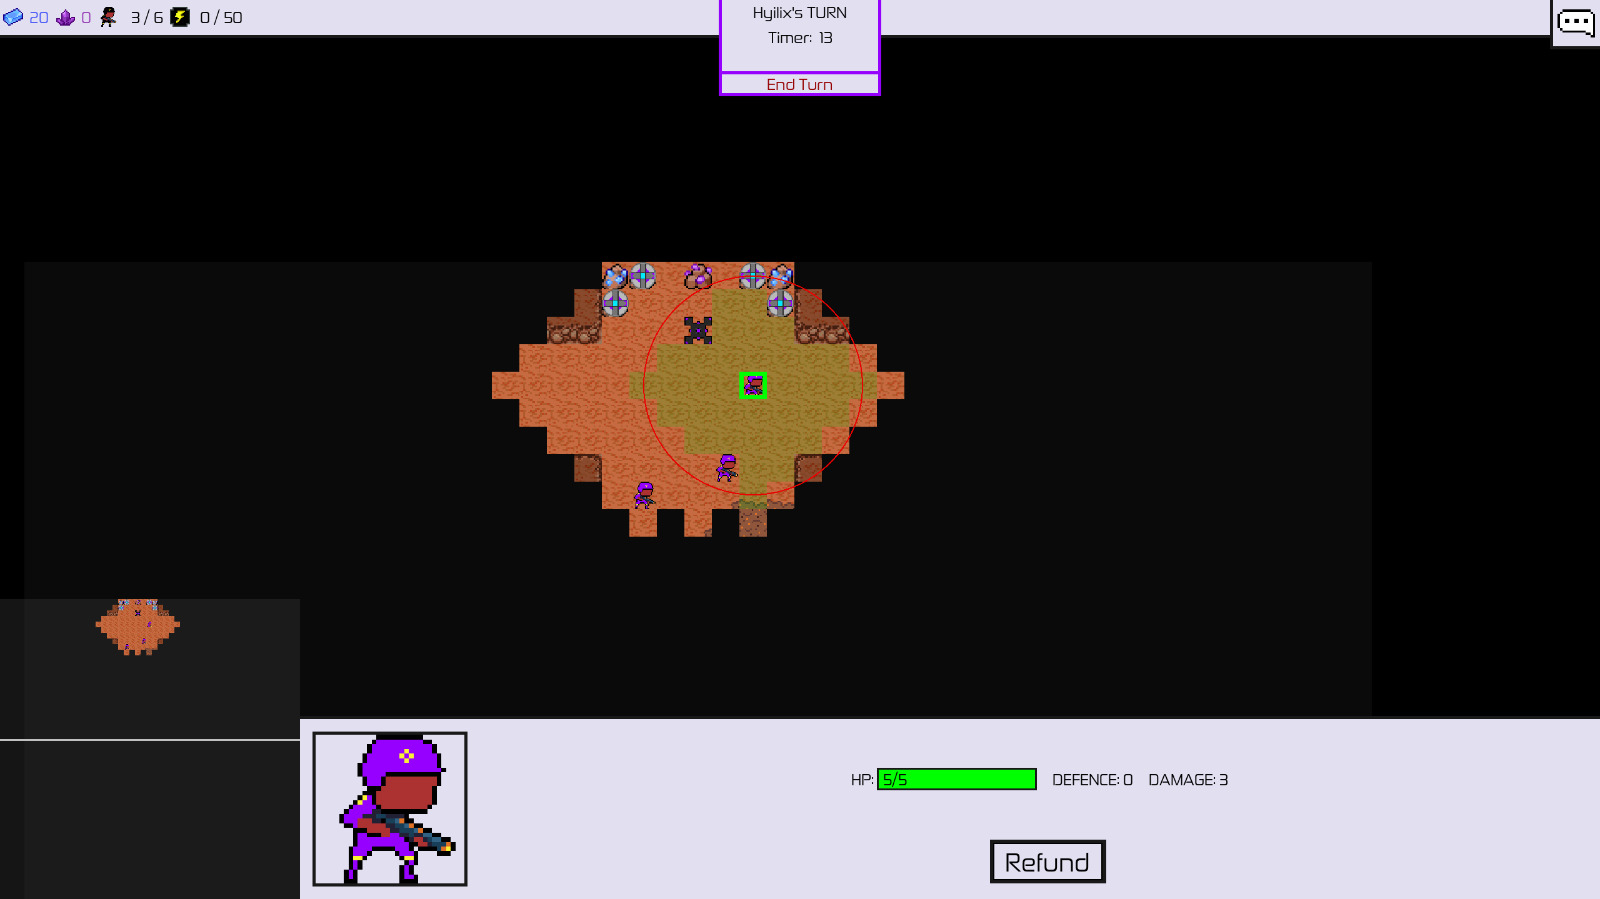 20 0 3 / 6 0 / 50
Hyilix's TURN
Timer: 13
End Turn
HP: 5/5 DEFENCE: 0 DAMAGE: 3
Refund